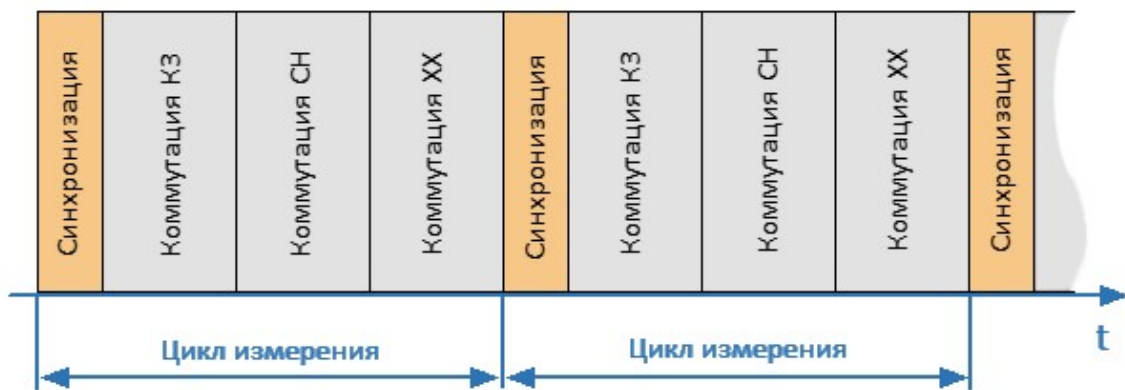 Синхронизация
Коммутация КЗ
Коммутация СН
Коммутация ХХ
Синхронизация
Коммутация КЗ
Коммутация СН
Коммутация ХХ
Синхронизация
t
Цикл измерения
Цикл измерения